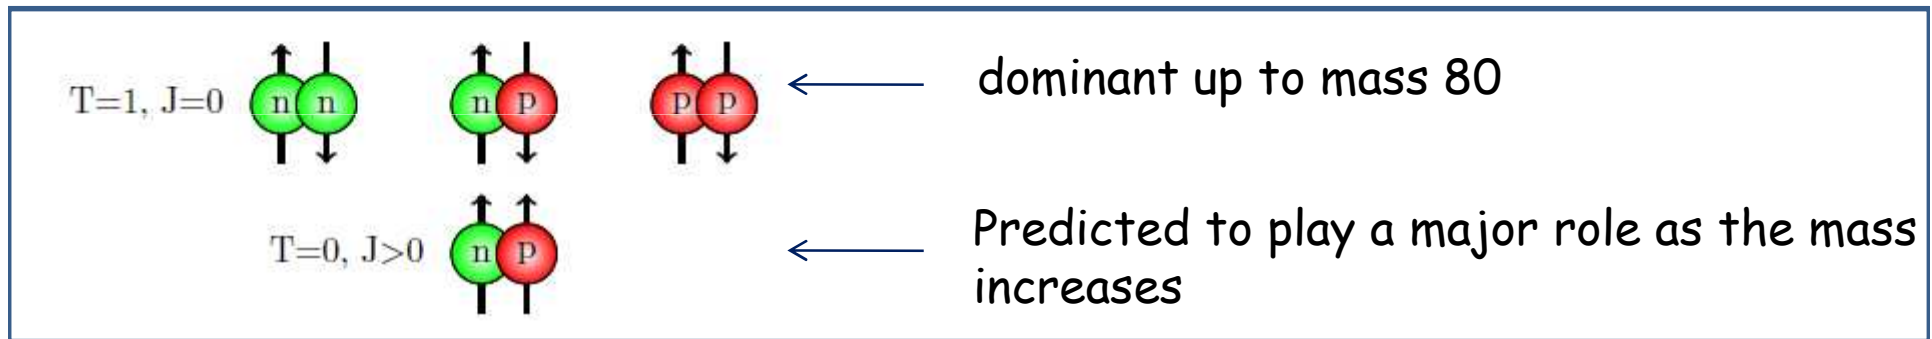 T=1, J=0 n n n p p p dominant up to mass 80
T=0, J>0 n p Predicted to play a major role as the mass
increases